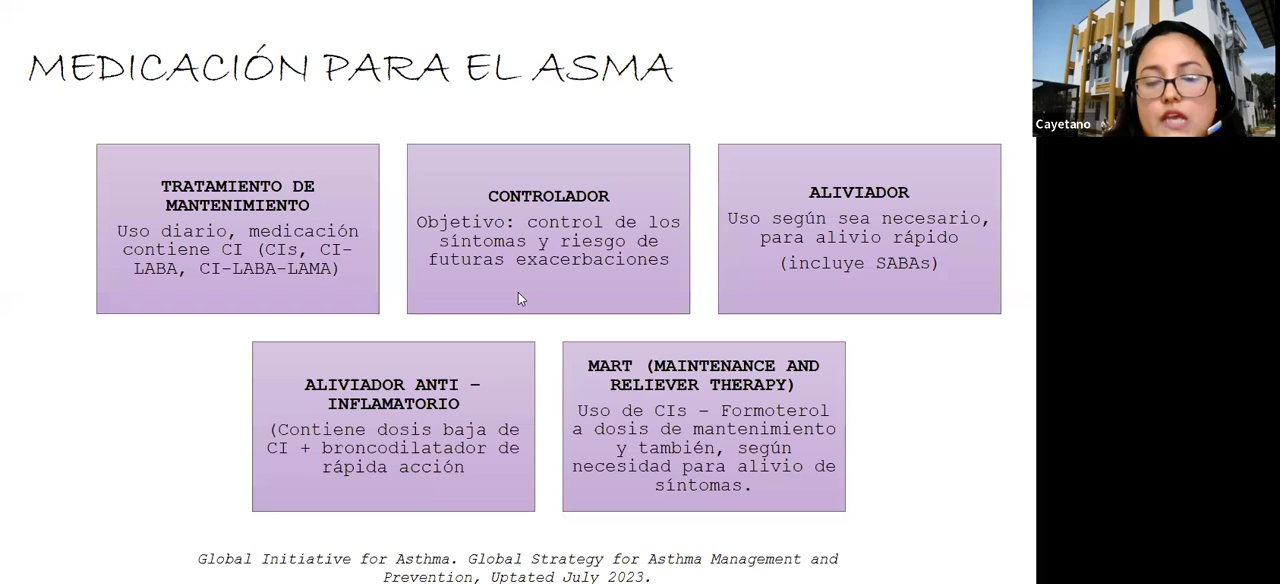 MEDICACIÓN PARA EL ASMA
Cayetano
TRATAMIENTO DE
MANTENIMIENTO
Uso diario, medicación
contiene CI (CIs, CI-
LABA, CI-LABA-LAMA)
CONTROLADOR
Objetivo: control de los
síntomas y riesgo de
futuras exacerbaciones
ALIVIADOR
Uso según sea necesario,
para alivio rápido
(incluye SABAs)
ALIVIADOR ANTI –
INFLAMATORIO
(Contiene dosis baja de
CI + broncodilatador de
rápida acción
MART (MAINTENANCE AND
RELIEVER THERAPY)
Uso de CIs – Formoterol
a dosis de mantenimiento
y también, según
necesidad para alivio de
síntomas.
Global Initiative for Asthma. Global Strategy for Asthma Management and
Prevention, Uptated July 2023.